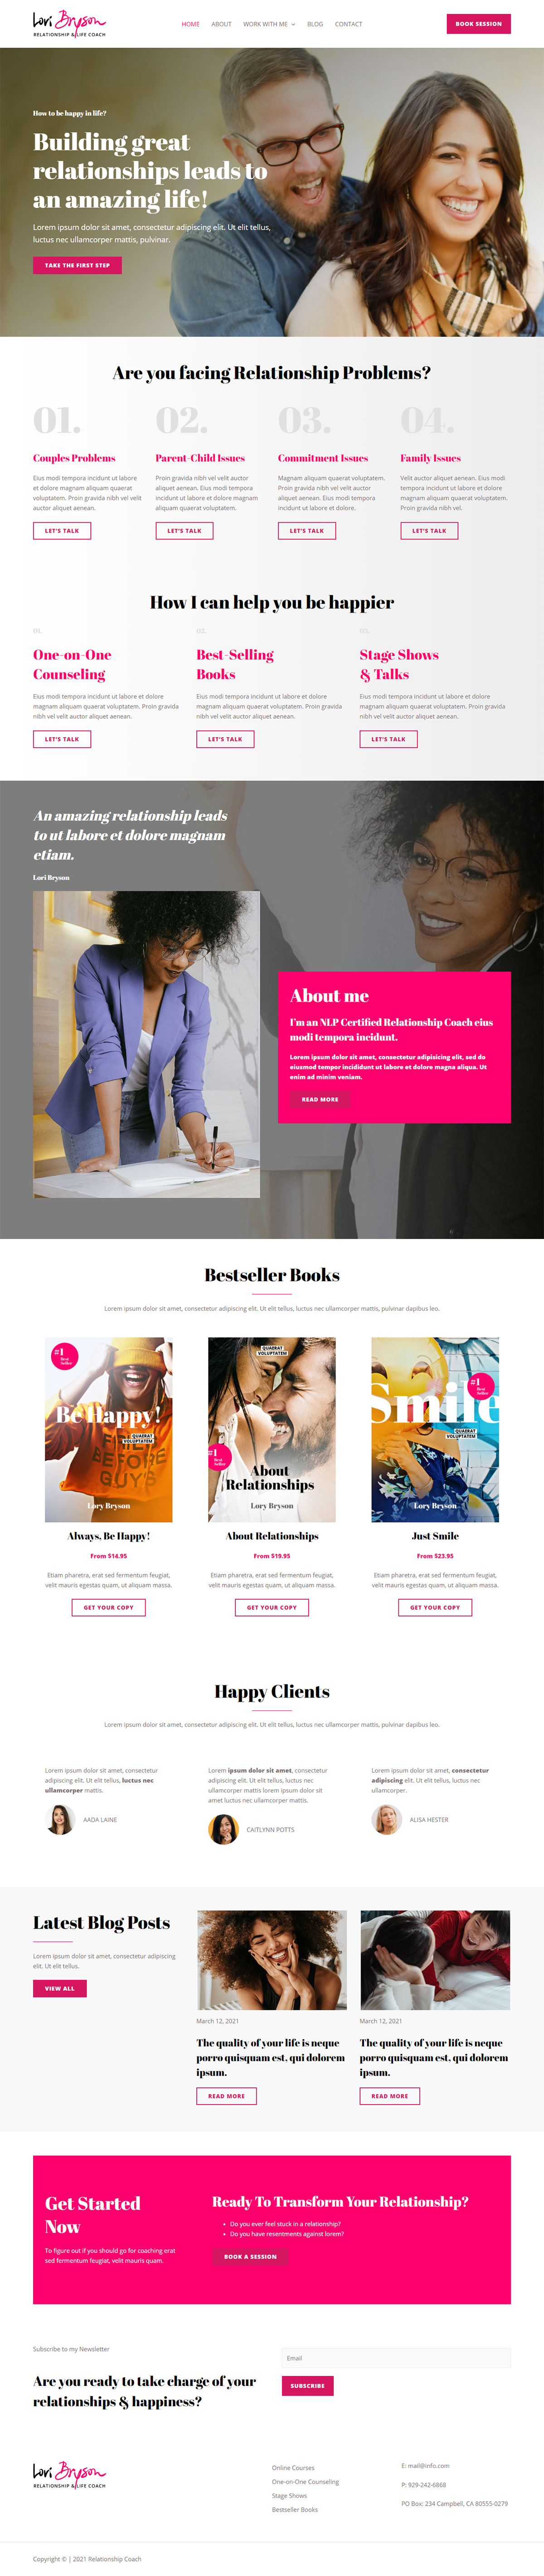 Lori Bryson
RELATIONSHIP & LIFE COACH
HOME
ABOUT
WORK WITH ME
BLOG
CONTACT
BOOK SESSION
How to be happy in life?
Building great
relationships leads to
an amazing life!
Lorem ipsum dolor sit amet, consectetur adipiscing elit. Ut elit tellus,
luctus nec ullamcorper mattis, pulvinar.
TAKE THE FIRST STEP
Are you facing Relationship Problems?
01.
Couples Problems
Eius modi tempora incidunt ut labore
et dolore magnam aliquam quaerat
voluptatem. Proin gravida nibh vel velit
auctor aliquet aenean.
LET'S TALK
02.
Parent-Child Issues
Proin gravida nibh vel velit auctor
aliquet aenean. Eius modi tempora
incidunt ut labore et dolore magnam
aliquam quaerat voluptatem.
LET'S TALK
03.
Commitment Issues
Magnam aliquam quaerat voluptatem.
Proin gravida nibh vel velit auctor
aliquet aenean. Eius modi tempora
incidunt ut labore et dolore.
LET'S TALK
04.
Family Issues
Velit auctor aliquet aenean. Eius modi
tempora incidunt ut labore et dolore
magnam aliquam quaerat voluptatem.
Proin gravida nibh vel.
LET'S TALK
How I can help you be happier
01.
One-on-One
Counseling
Eius modi tempora incidunt ut labore et dolore
magnam aliquam quaerat voluptatem. Proin gravida
nibh vel velit auctor aliquet aenean.
LET'S TALK
02.
Best-Selling
Books
Eius modi tempora incidunt ut labore et dolore
magnam aliquam quaerat voluptatem. Proin gravida
nibh vel velit auctor aliquet aenean.
LET'S TALK
03.
Stage Shows
& Talks
Eius modi tempora incidunt ut labore et dolore
magnam aliquam quaerat voluptatem. Proin gravida
nibh vel velit auctor aliquet aenean.
LET'S TALK
An amazing relationship leads
to ut labore et dolore magnam
etiam.
Lori Bryson
About me
I'm an NLP Certified Relationship Coach eius
modi tempora incidunt.
Lorem ipsum dolor sit amet, consectetur adipisicing elit, sed do
eiusmod tempor incididunt ut labore et dolore magna aliqua. Ut
enim ad minim veniam.
READ MORE
Bestseller Books
Lorem ipsum dolor sit amet, consectetur adipiscing elit. Ut elit tellus, luctus nec ullamcorper mattis, pulvinar dapibus leo.
#1
Best
Seller
Be Happy!
QUAERAT
VOLUPTATEM
BEFORE
GUYS
Lory Bryson
Always, Be Happy!
From $14.95
Etiam pharetra, erat sed fermentum feugiat,
velit mauris egestas quam, ut aliquam massa.
GET YOUR COPY
QUAERAT
VOLUPTATEM
#1
Best
Seller
About
Relationships
Lory Bryson
About Relationships
From $19.95
Etiam pharetra, erat sed fermentum feugiat,
velit mauris egestas quam, ut aliquam massa.
GET YOUR COPY
#1
Best
Seller
Smile
QUAERAT
VOLUPTATEM
Lory Bryson
Just Smile
From $23.95
Etiam pharetra, erat sed fermentum feugiat,
velit mauris egestas quam, ut aliquam massa.
GET YOUR COPY
Happy Clients
Lorem ipsum dolor sit amet, consectetur adipiscing elit. Ut elit tellus, luctus nec ullamcorper mattis, pulvinar dapibus leo.
Lorem ipsum dolor sit amet, consectetur
adipiscing elit. Ut elit tellus, luctus nec
ullamcorper mattis.
AADA LAINE
Lorem ipsum dolor sit amet, consectetur
adipiscing elit. Ut elit tellus, luctus nec
ullamcorper mattis lorem ipsum dolor sit
amet luctus nec ullamcorper mattis.
CAITLYNN POTTS
Lorem ipsum dolor sit amet, consectetur
adipiscing elit. Ut elit tellus, luctus nec
ullamcorper.
ALISA HESTER
Latest Blog Posts
Lorem ipsum dolor sit amet, consectetur adipiscing
elit. Ut elit tellus.
VIEW ALL
March 12, 2021
The quality of your life is neque
porro quisquam est, qui dolorem
ipsum.
READ MORE
March 12, 2021
The quality of your life is neque
porro quisquam est, qui dolorem
ipsum.
READ MORE
Get Started
Now
To figure out if you should go for coaching erat
sed fermentum feugiat, velit mauris quam.
Ready To Transform Your Relationship?
Do you ever feel stuck in a relationship?
Do you have resentments against lorem?
BOOK A SESSION
Subscribe to my Newsletter
Are you ready to take charge of your
relationships & happiness?
Email
SUBSCRIBE
Lori Bryson
RELATIONSHIP & LIFE COACH
Online Courses
One-on-One Counseling
Stage Shows
Bestseller Books
E: mail@info.com
P: 929-242-6868
PO Box: 234 Campbell, CA 80555-0279
Copyright © | 2021 Relationship Coach